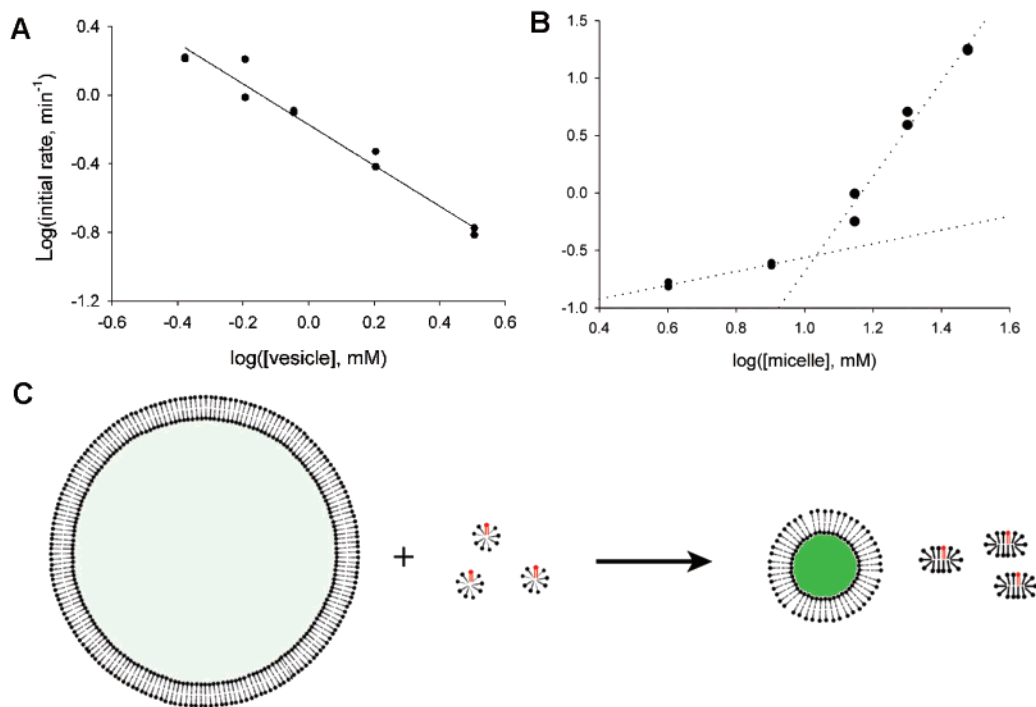 A
Log(initial rate, min⁻¹)
0.4
0.0
-0.4
-0.8
-1.2
-0.6 -0.4 -0.2 0.0 0.2 0.4 0.6
log([vesicle], mM)
B
1.5
1.0
0.5
0.0
-0.5
-1.0
0.4 0.6 0.8 1.0 1.2 1.4 1.6
log([micelle], mM)
C
+